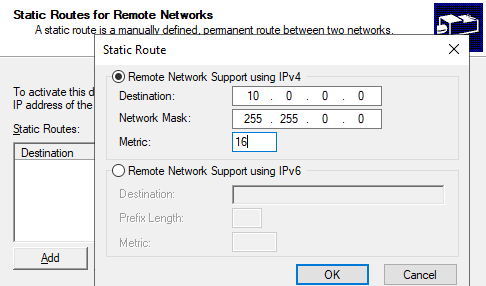 Static Routes for Remote Networks
A static route is a manually defined, permanent route between two networks.
Static Route
To activate this d
IP address of the
Static Routes:
Destination
Add
Remote Network Support using IPv4
Destination: 10 . 0 . 0 . 0
Network Mask: 255 . 255 . 0 . 0
Metric: 16
Remote Network Support using IPv6
Destination:
Prefix Length:
Metric:
OK Cancel